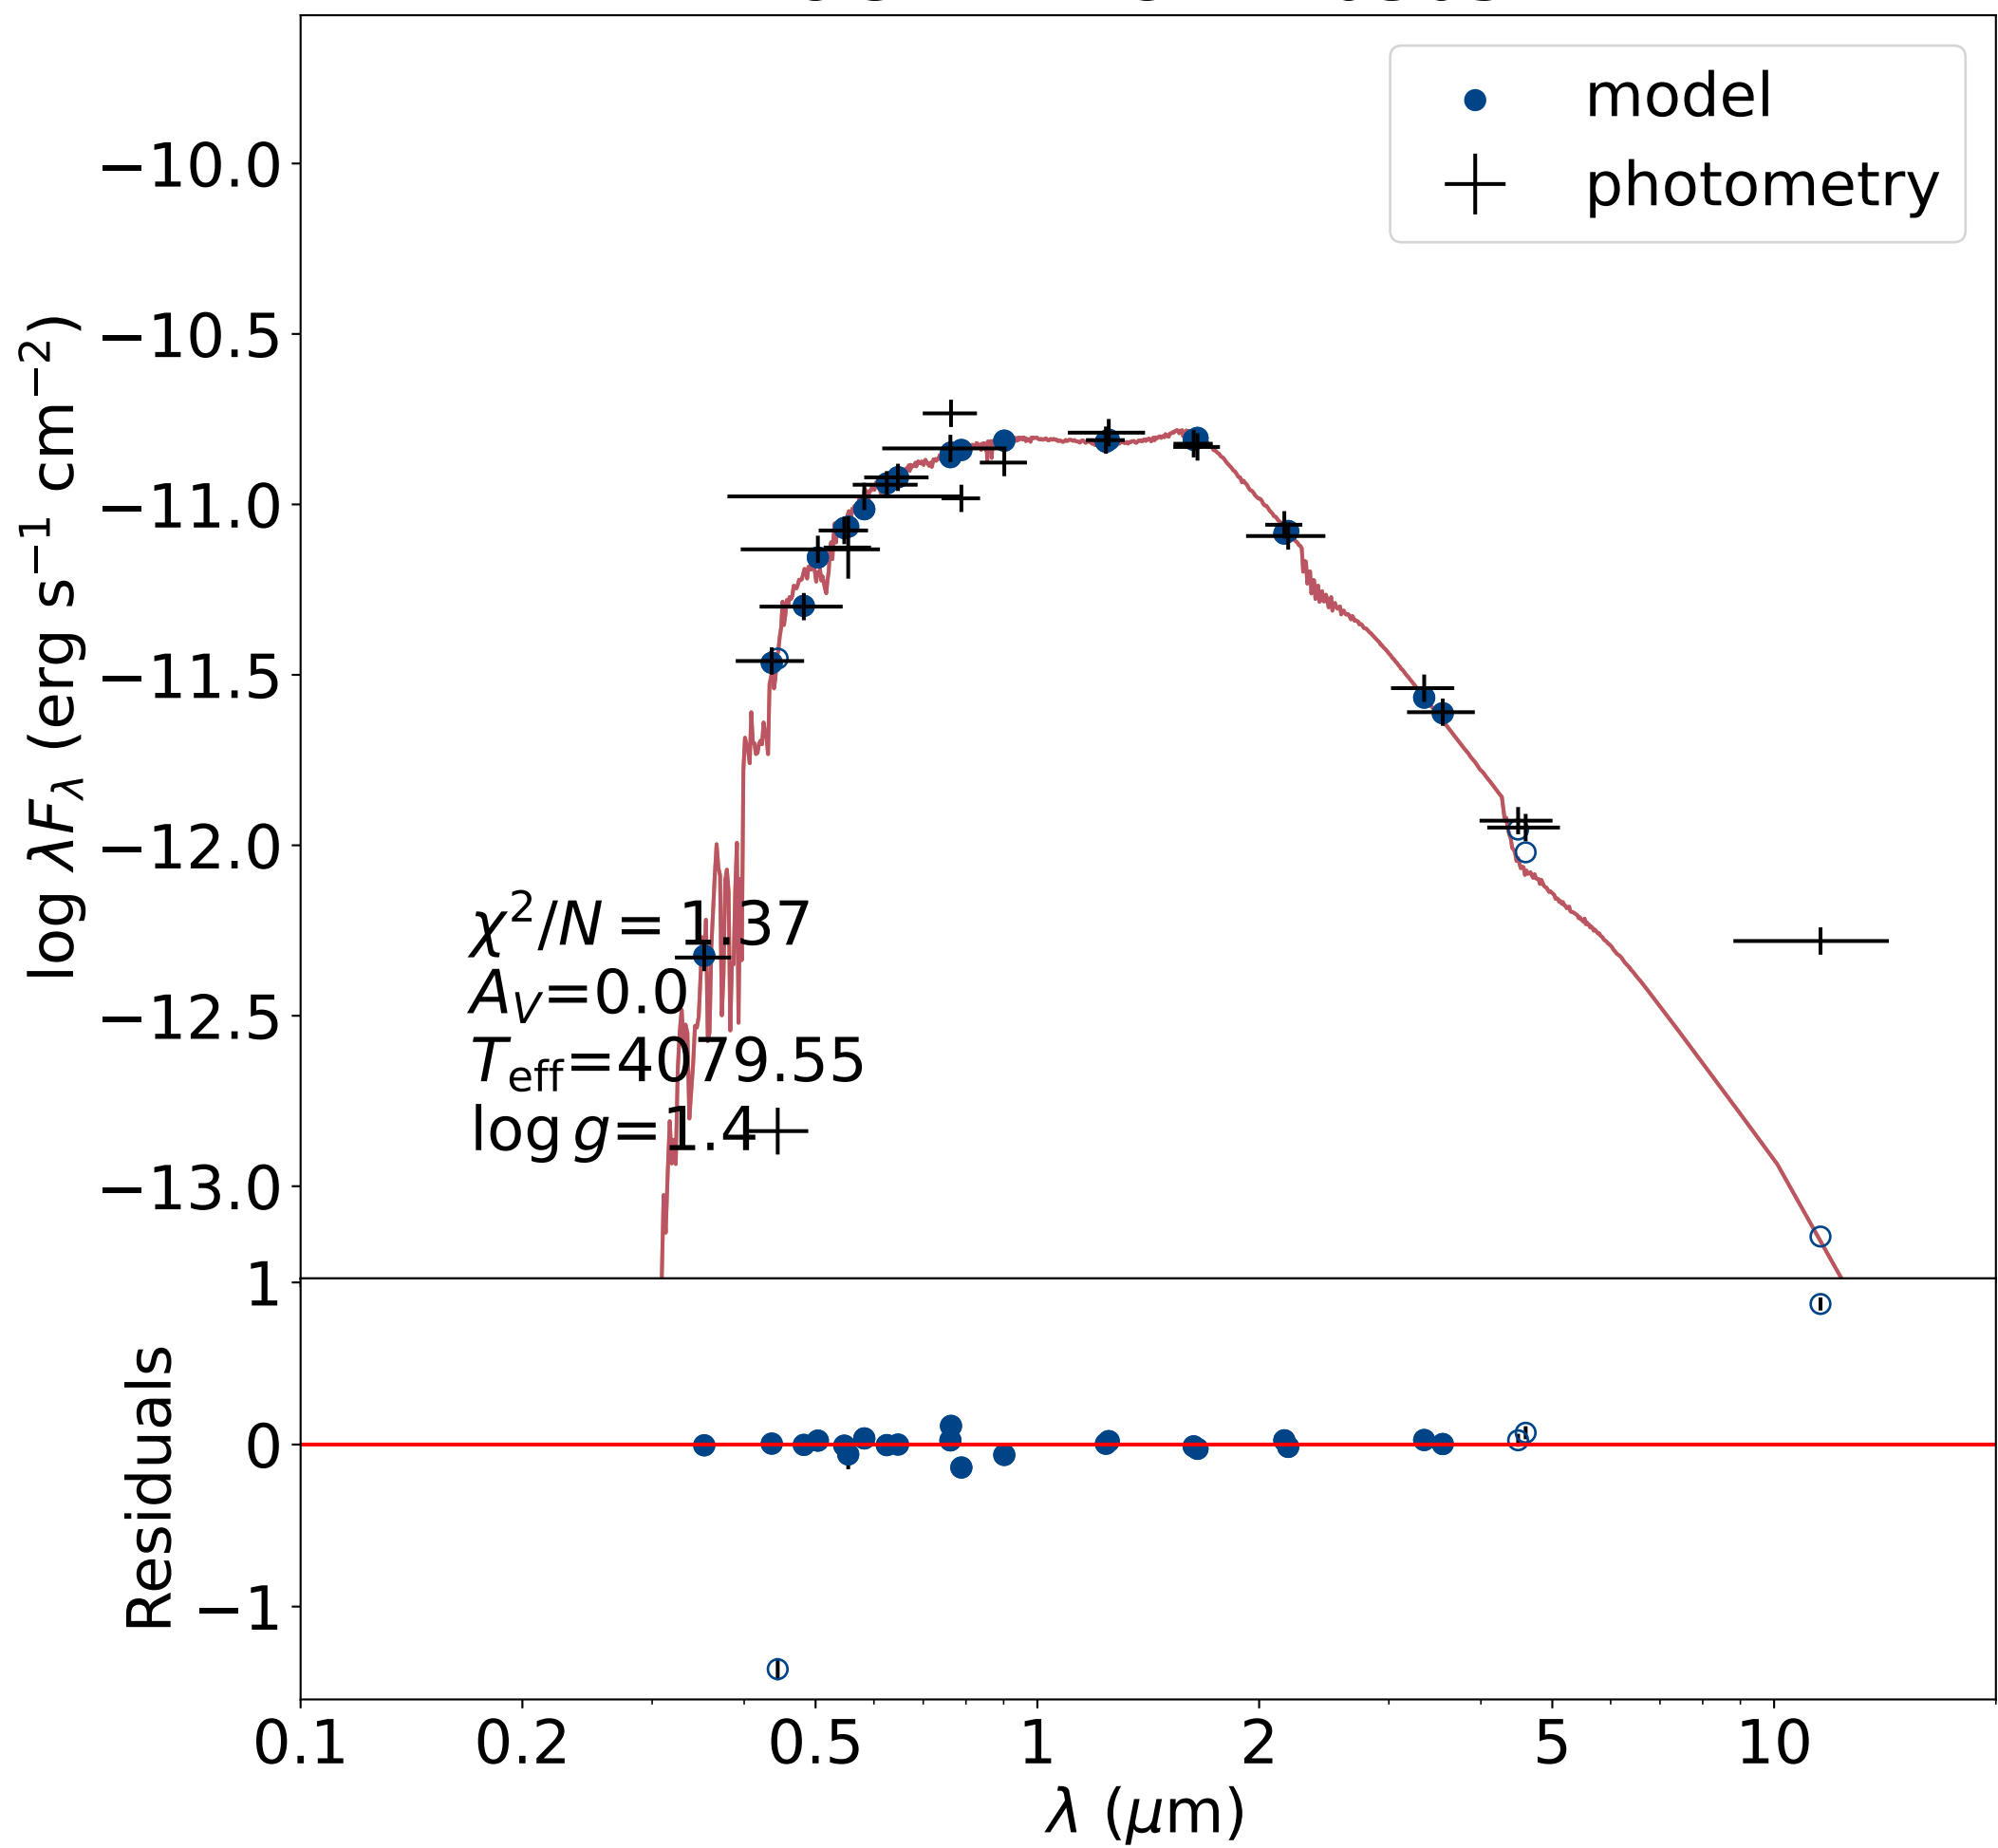 model
photometry
−10.0
−10.5
−11.0
−11.5
−12.0
−12.5
−13.0
log λF_λ (erg s⁻¹ cm⁻²)
χ²/N = 1.37
A_V=0.0
T_eff=4079.55
log g=1.4
1
0
−1
Residuals
0.1 0.2 0.5 1 2 5 10
λ (μm)